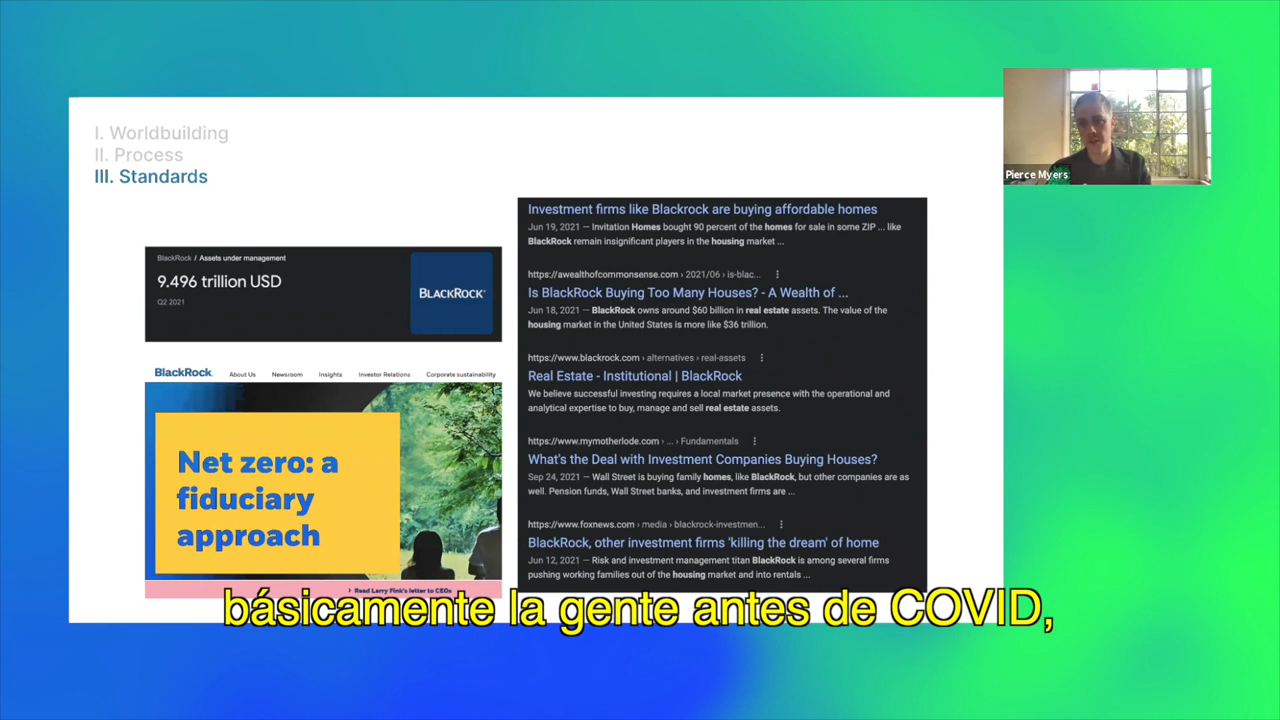 I. Worldbuilding
II. Process
III. Standards
Pierce Myers
BlackRock / Assets under management
9.496 trillion USD
Q2 2021
BLACKROCK®
BlackRock.
About Us
Newsroom
Insights
Investor Relations
Corporate sustainability
Net zero: a
fiduciary
approach
Read Larry Fink's letter to CEOs
Investment firms like Blackrock are buying affordable homes
Jun 19, 2021 — Invitation Homes bought 90 percent of the homes for sale in some ZIP ... like
BlackRock remain insignificant players in the housing market ...
https://awealthofcommonsense.com › 2021/06 › is-blac...
Is BlackRock Buying Too Many Houses? - A Wealth of ...
Jun 18, 2021 — BlackRock owns around $60 billion in real estate assets. The value of the
housing market in the United States is more like $36 trillion.
https://www.blackrock.com › alternatives › real-assets
Real Estate - Institutional | BlackRock
We believe successful investing requires a local market presence with the operational and
analytical expertise to buy, manage and sell real estate assets.
https://www.mymotherlode.com › ... › Fundamentals
What's the Deal with Investment Companies Buying Houses?
Sep 24, 2021 — Wall Street is buying family homes, like BlackRock, but other companies are as
well. Pension funds, Wall Street banks, and investment firms are ...
https://www.foxnews.com › media › blackrock-investmen...
BlackRock, other investment firms 'killing the dream' of home
Jun 12, 2021 — Risk and investment management titan BlackRock is among several firms
pushing working families out of the housing market and into rentals ...
básicamente la gente antes de COVID,